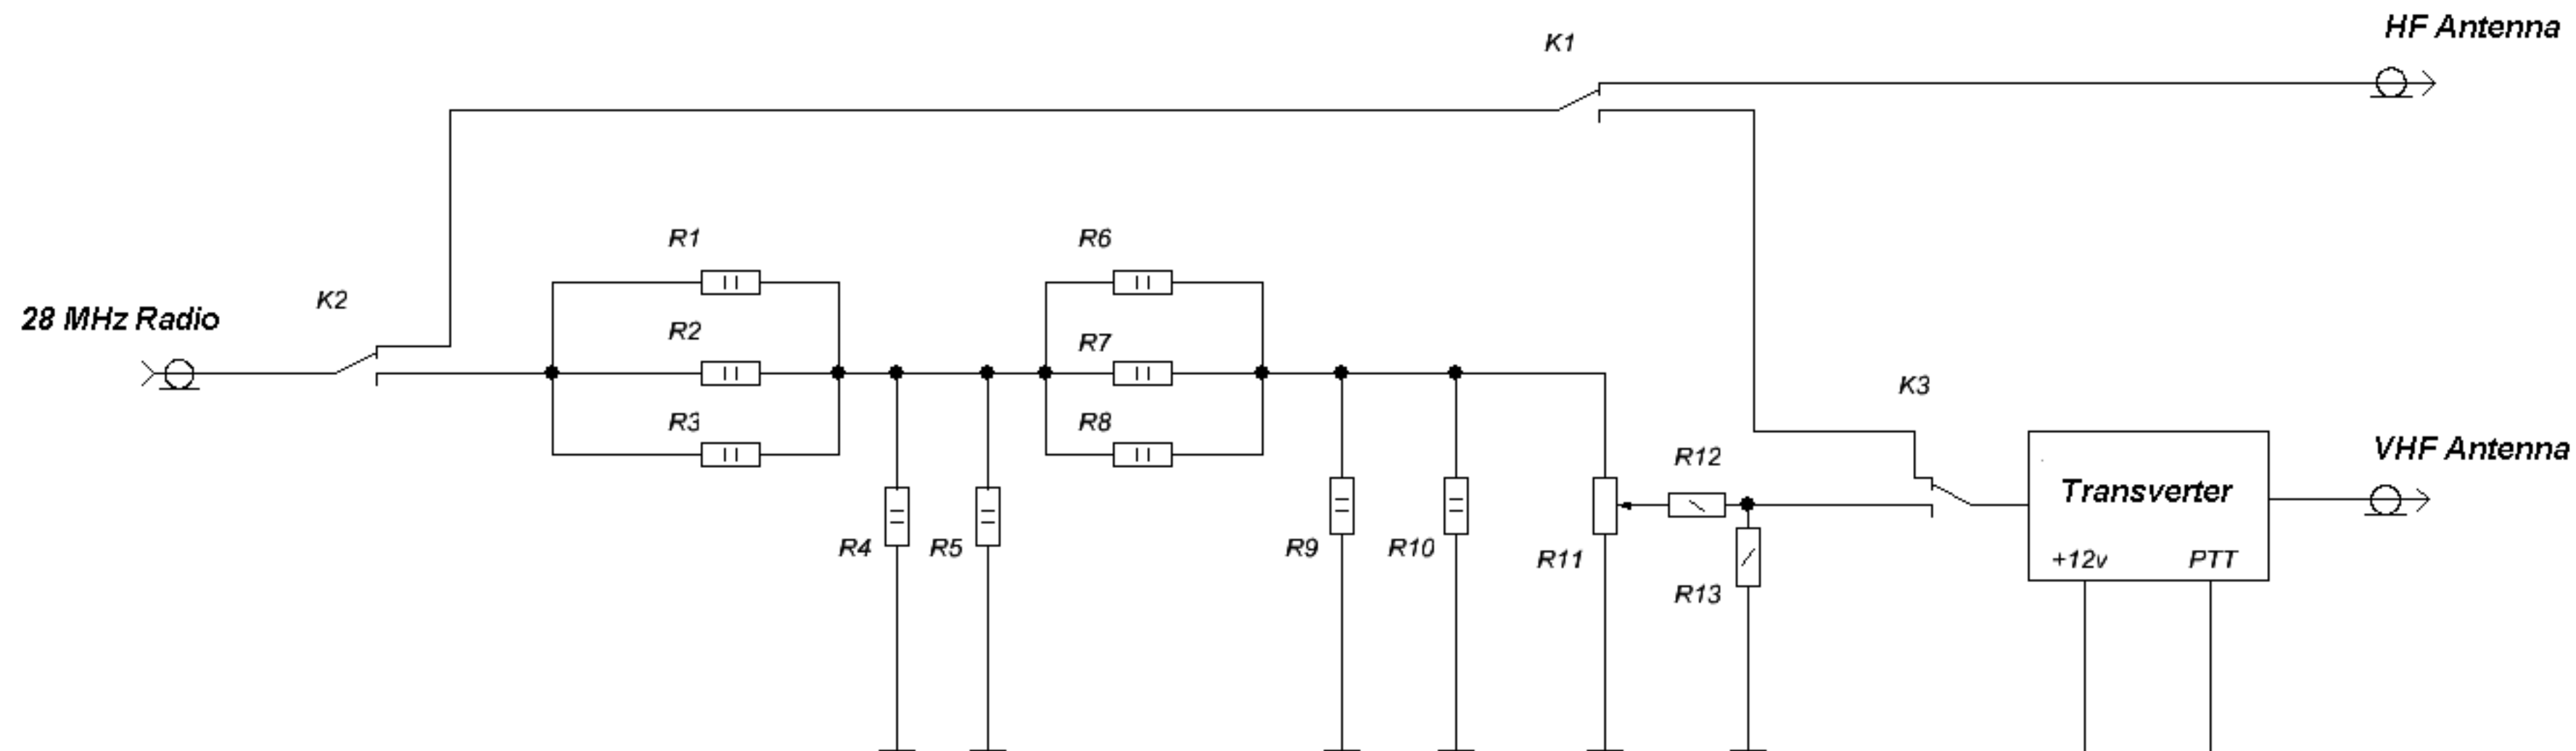 HF Antenna
K1
R1
R6
K2
28 MHz Radio
R2
R7
K3
R3
R8
R12
VHF Antenna
Transverter
R4
R5
R9
R10
R11
+12v
PTT
R13